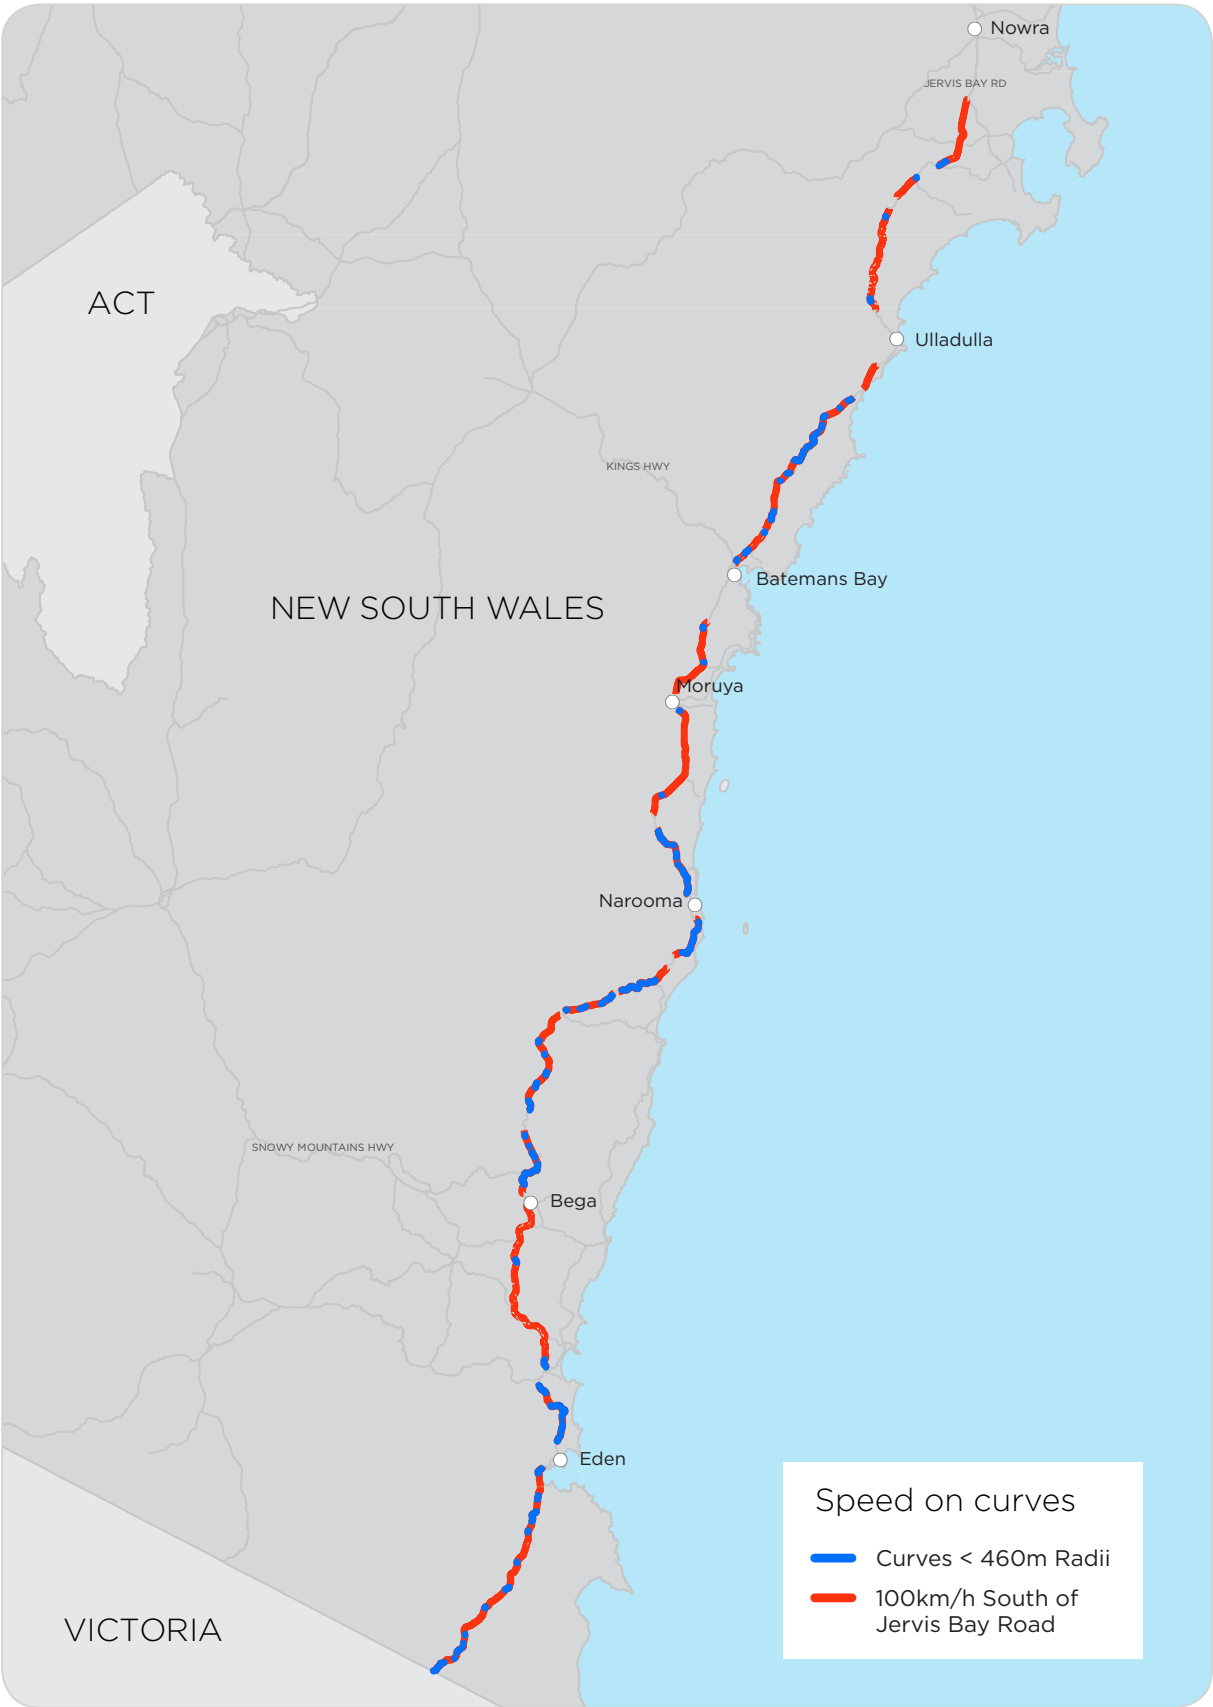 Nowra
JERVIS BAY RD
ACT
Ulladulla
KINGS HWY
Batemans Bay
NEW SOUTH WALES
Moruya
Narooma
SNOWY MOUNTAINS HWY
Bega
Eden
Speed on curves
Curves < 460m Radii
100km/h South of
Jervis Bay Road
VICTORIA